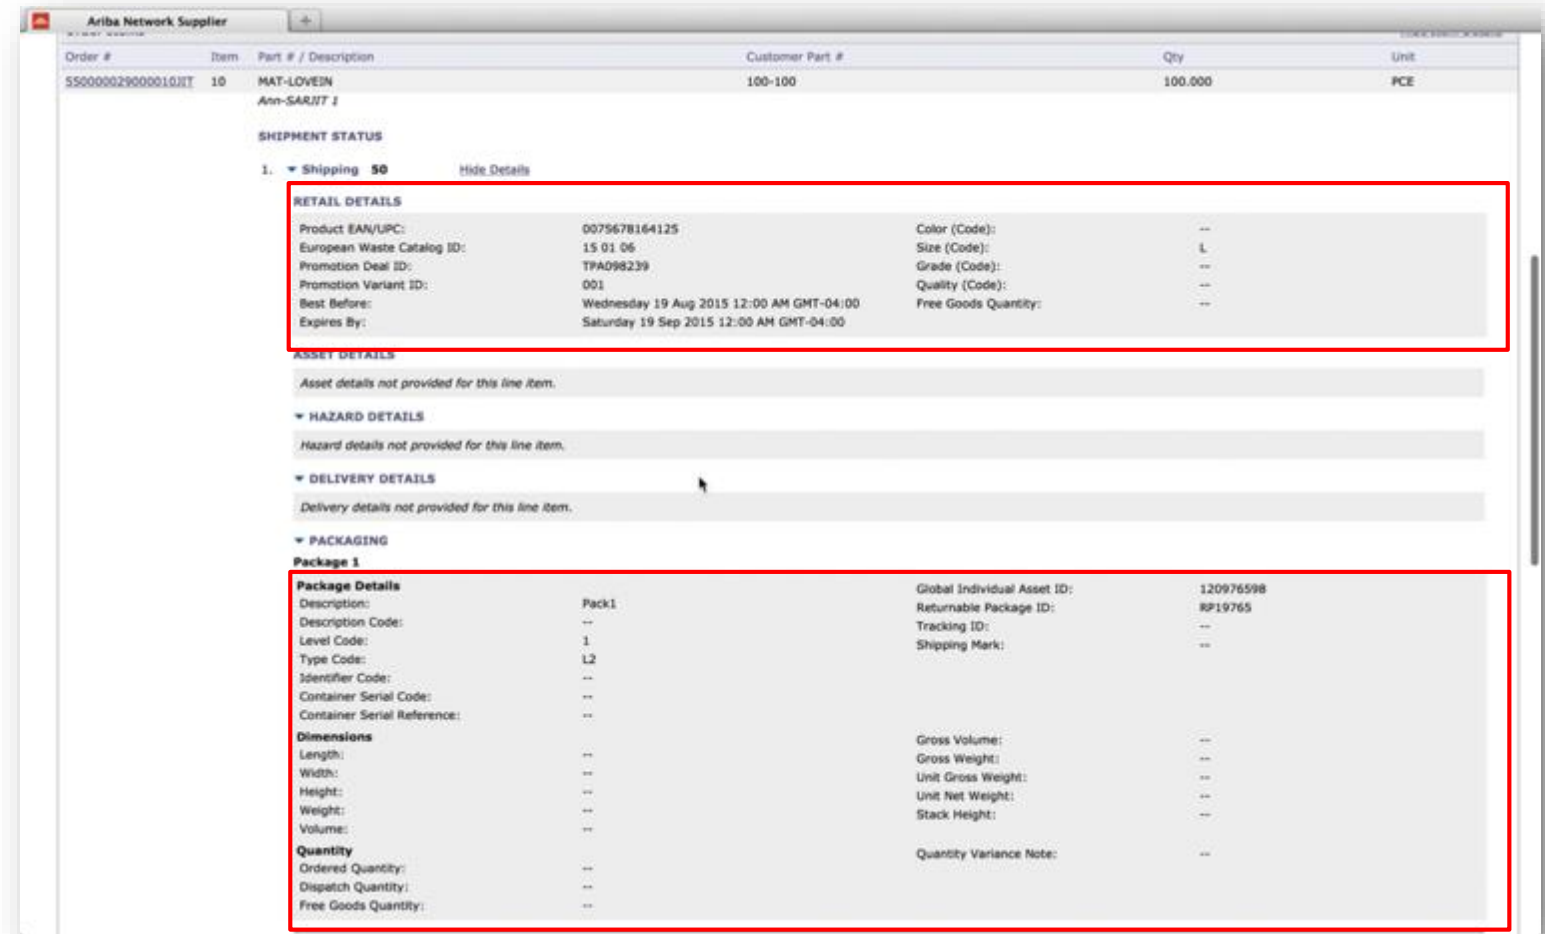 Ariba Network Supplier
Order # Item Part # / Description Customer Part # Qty Unit
10 MAT-LOVEIN 100-100 100.000 PCE
Ann-SARJIT 1
SHIPMENT STATUS
1. Shipping 50 Hide Details
RETAIL DETAILS
Product EAN/UPC: 0075678164125 Color (Code): --
European Waste Catalog ID: 15 01 06 Size (Code): L
Promotion Deal ID: TPA098239 Grade (Code): --
Promotion Variant ID: 001 Quality (Code): --
Best Before: Wednesday 19 Aug 2015 12:00 AM GMT-04:00 Free Goods Quantity: --
Expires By: Saturday 19 Sep 2015 12:00 AM GMT-04:00
ASSET DETAILS
Asset details not provided for this line item.
HAZARD DETAILS
Hazard details not provided for this line item.
DELIVERY DETAILS
Delivery details not provided for this line item.
PACKAGING
Package 1
Package Details Global Individual Asset ID: 120976598
Description: Pack1 Returnable Package ID: RP19765
Description Code: -- Tracking ID: --
Level Code: 1 Shipping Mark: --
Type Code: L2
Identifier Code: --
Container Serial Code: --
Container Serial Reference: --
Dimensions Gross Volume: --
Length: -- Gross Weight: --
Width: -- Unit Gross Weight: --
Height: -- Unit Net Weight: --
Weight: -- Stack Height: --
Volume: --
Quantity Quantity Variance Note: --
Ordered Quantity: --
Dispatch Quantity: --
Free Goods Quantity: --